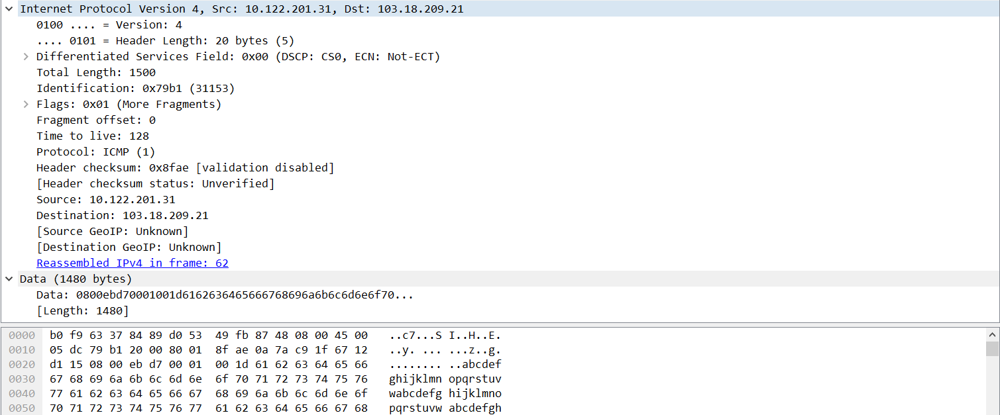 Internet Protocol Version 4, Src: 10.122.201.31, Dst: 103.18.209.21
0100 .... = Version: 4
.... 0101 = Header Length: 20 bytes (5)
Differentiated Services Field: 0x00 (DSCP: CS0, ECN: Not-ECT)
Total Length: 1500
Identification: 0x79b1 (31153)
Flags: 0x01 (More Fragments)
Fragment offset: 0
Time to live: 128
Protocol: ICMP (1)
Header checksum: 0x8fae [validation disabled]
[Header checksum status: Unverified]
Source: 10.122.201.31
Destination: 103.18.209.21
[Source GeoIP: Unknown]
[Destination GeoIP: Unknown]
Reassembled IPv4 in frame: 62
Data (1480 bytes)
Data: 0800ebd70001001d6162636465666768696a6b6c6d6e6f70...
[Length: 1480]
0000 b0 f9 63 37 84 89 d0 53 49 fb 87 48 08 00 45 00 ..c7...S I..H..E.
0010 05 dc 79 b1 20 00 80 01 8f ae 0a 7a c9 1f 67 12 ..y. ... ...z..g.
0020 d1 15 08 00 eb d7 00 01 00 1d 61 62 63 64 65 66 ........ ..abcdef
0030 67 68 69 6a 6b 6c 6d 6e 6f 70 71 72 73 74 75 76 ghijklmn opqrstuv
0040 77 61 62 63 64 65 66 67 68 69 6a 6b 6c 6d 6e 6f wabcdefg hijklmno
0050 70 71 72 73 74 75 76 77 61 62 63 64 65 66 67 68 pqrstuvw abcdefgh